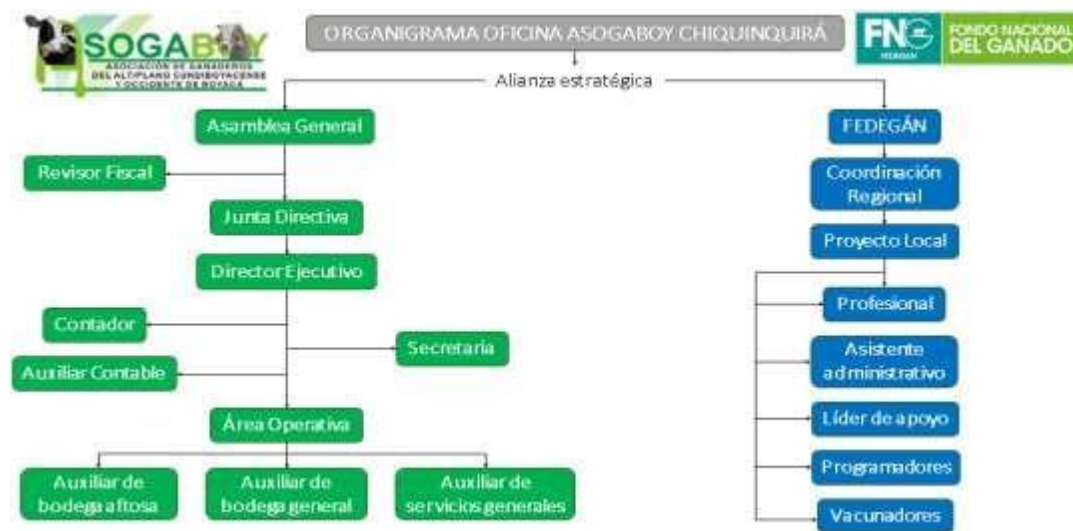 ORGANIGRAMA OFICINA ASOGABOY CHIQUINQUIRÁ
SOGABOY
ASOCIACIÓN DE GANADEROS
DEL ALTIPLANO CUNDIBOYACENSE
Y OCCIDENTE DE BOYACÁ
FNG
FEDEGAN
FONDO NACIONAL
DEL GANADO
Alianza estratégica
Asamblea General
Revisor Fiscal
Junta Directiva
Director Ejecutivo
Contador
Secretaría
Auxiliar Contable
Área Operativa
Auxiliar de
bodega aftosa
Auxiliar de
bodega general
Auxiliar de
servicios generales
FEDEGÁN
Coordinación
Regional
Proyecto Local
Profesional
Asistente
administrativo
Líder de apoyo
Programadores
Vacunadores